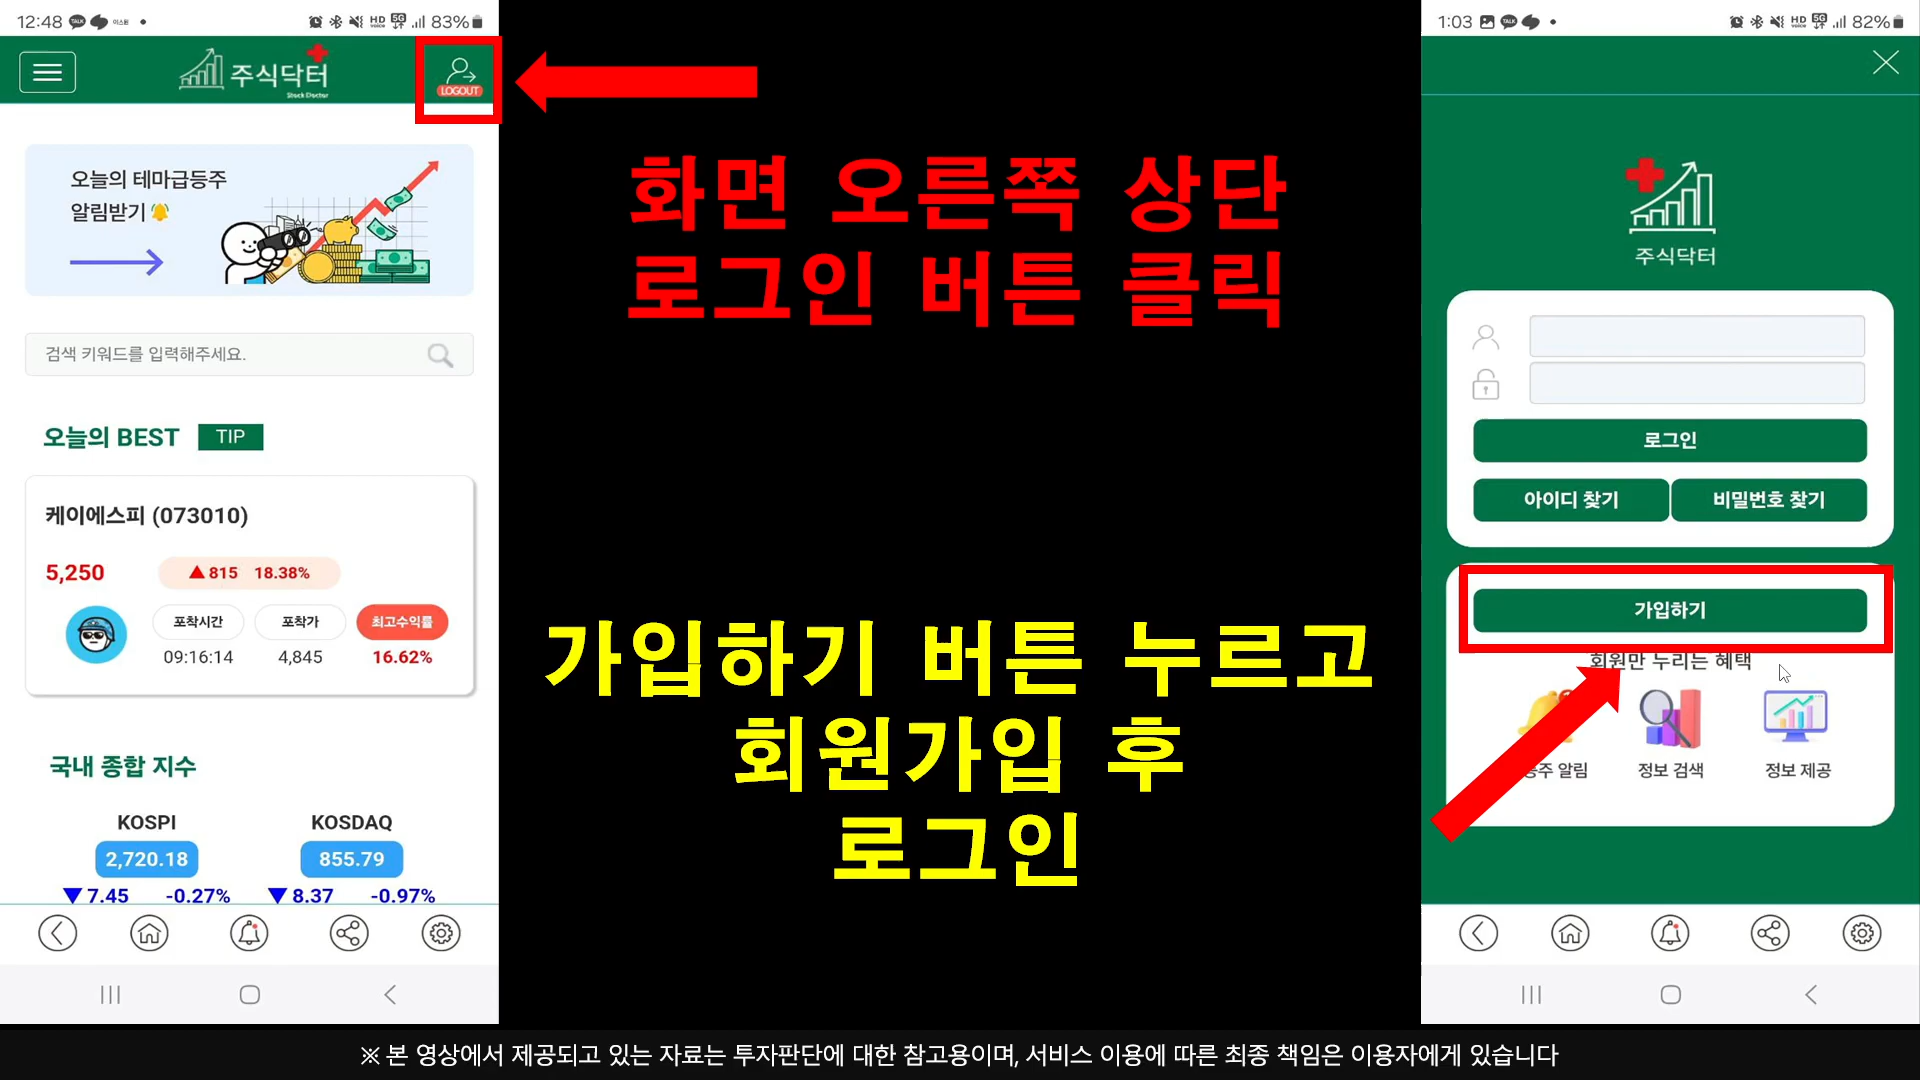 12:48
83%
주식닥터
Stock Doctor
LOGOUT
오늘의 테마급등주
알림받기
검색 키워드를 입력해주세요.
오늘의 BEST TIP
케이에스피 (073010)
5,250 ▲815 18.38%
포착시간 포착가 최고수익률
09:16:14 4,845 16.62%
국내 종합 지수
KOSPI KOSDAQ
2,720.18 855.79
▼7.45 -0.27% ▼8.37 -0.97%
화면 오른쪽 상단
로그인 버튼 클릭
가입하기 버튼 누르고
회원가입 후
로그인
1:03
82%
주식닥터
로그인
아이디 찾기 비밀번호 찾기
가입하기
회원만 누리는 혜택
주 알림 정보 검색 정보 제공
※ 본 영상에서 제공되고 있는 자료는 투자판단에 대한 참고용이며, 서비스 이용에 따른 최종 책임은 이용자에게 있습니다